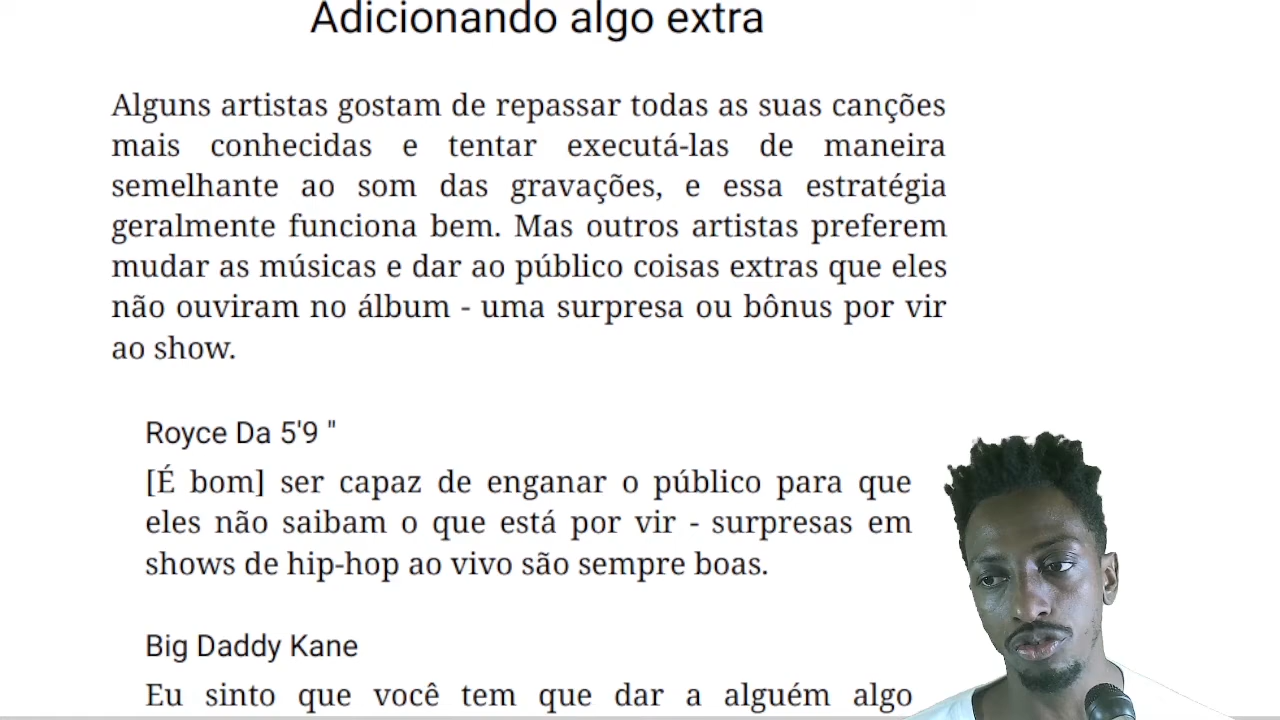 Adicionando algo extra
Alguns artistas gostam de repassar todas as suas canções
mais conhecidas e tentar executá-las de maneira
semelhante ao som das gravações, e essa estratégia
geralmente funciona bem. Mas outros artistas preferem
mudar as músicas e dar ao público coisas extras que eles
não ouviram no álbum - uma surpresa ou bônus por vir
ao show.
Royce Da 5'9 "
[É bom] ser capaz de enganar o público para que
eles não saibam o que está por vir - surpresas em
shows de hip-hop ao vivo são sempre boas.
Big Daddy Kane
Eu sinto que você tem que dar a alguém algo